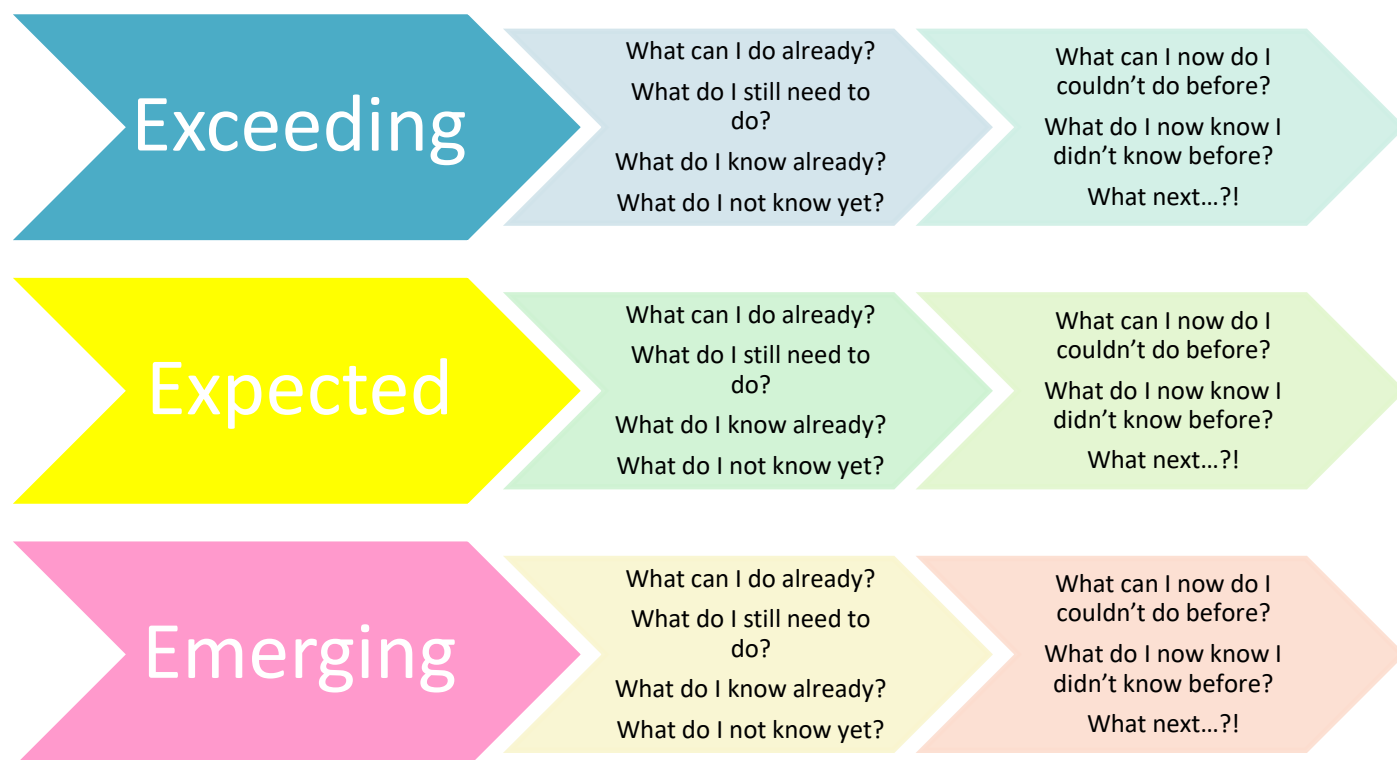 Exceeding
What can I do already?
What do I still need to
do?
What do I know already?
What do I not know yet?
What can I now do I
couldn’t do before?
What do I now know I
didn’t know before?
What next…?!
Expected
What can I do already?
What do I still need to
do?
What do I know already?
What do I not know yet?
What can I now do I
couldn’t do before?
What do I now know I
didn’t know before?
What next…?!
Emerging
What can I do already?
What do I still need to
do?
What do I know already?
What do I not know yet?
What can I now do I
couldn’t do before?
What do I now know I
didn’t know before?
What next…?!